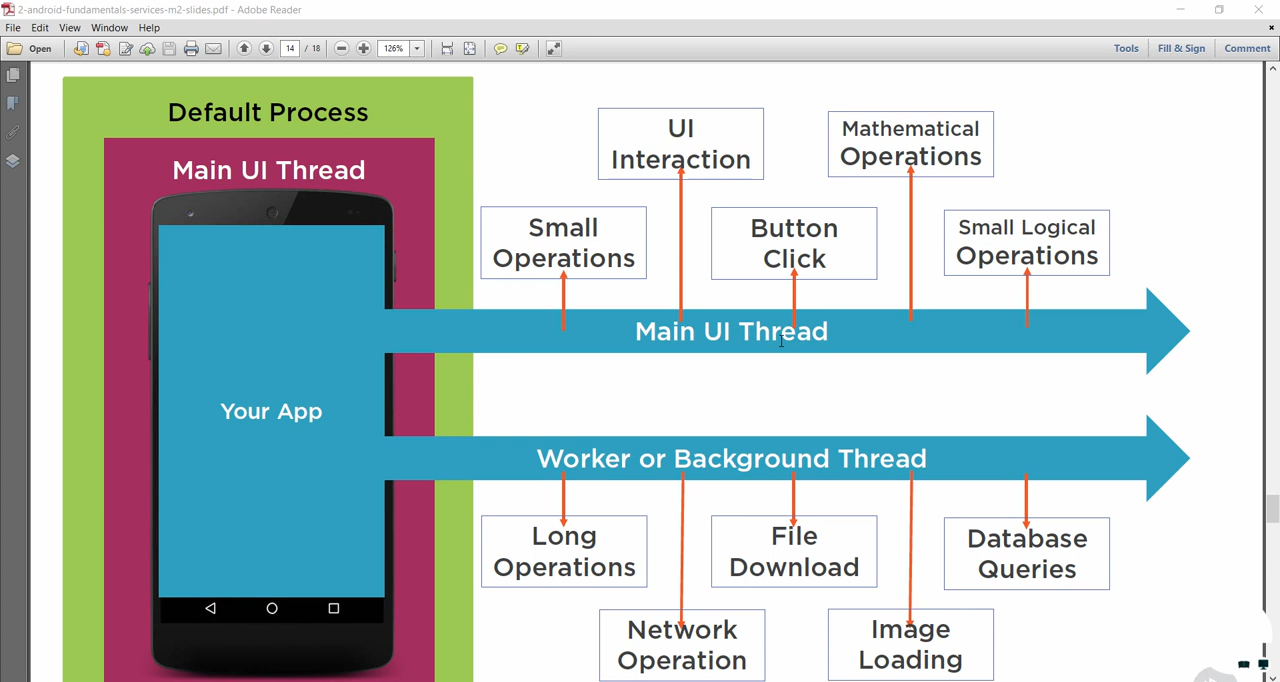 2-android-fundamentals-services-m2-slides.pdf - Adobe Reader
File Edit View Window Help
Open 14 / 18 126% Tools Fill & Sign Comment
Default Process
Main UI Thread
Your App
UI
Interaction
Mathematical
Operations
Small
Operations
Button
Click
Small Logical
Operations
Main UI Thread
Worker or Background Thread
Long
Operations
File
Download
Database
Queries
Network
Operation
Image
Loading